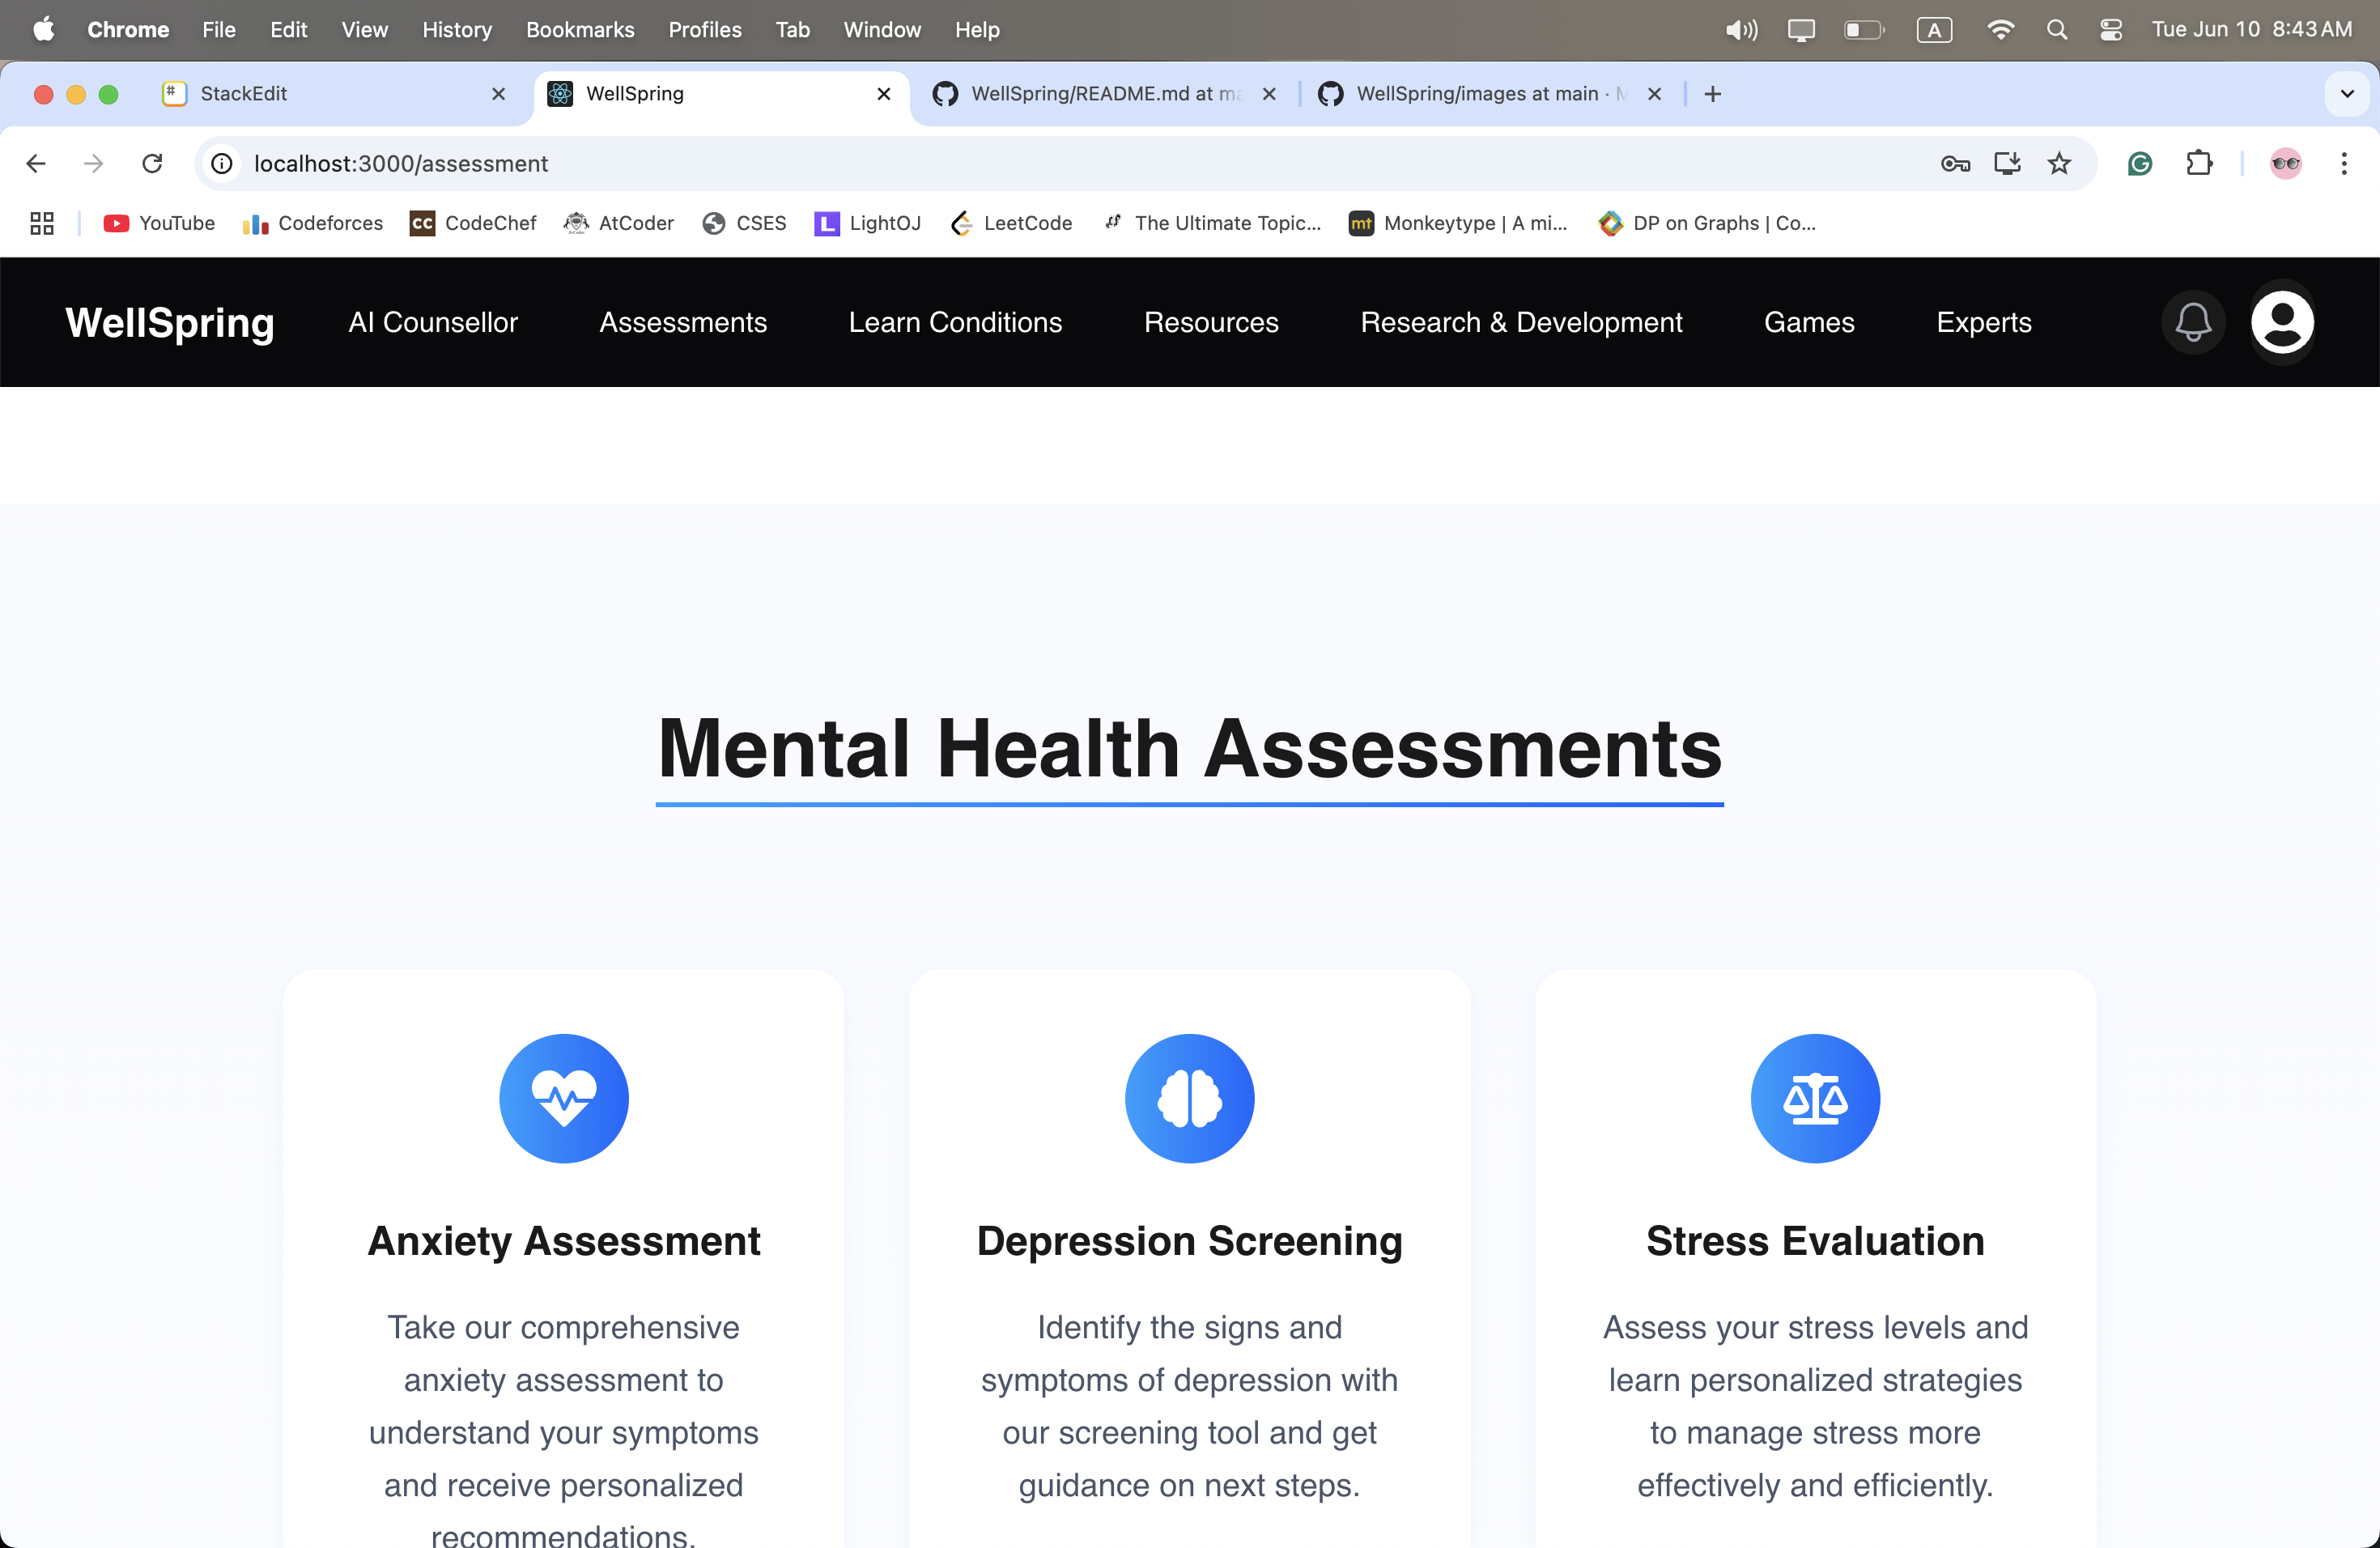 Chrome File Edit View History Bookmarks Profiles Tab Window Help A Tue Jun 10 8:43 AM
StackEdit WellSpring WellSpring/README.md at ma WellSpring/images at main ·
localhost:3000/assessment
YouTube Codeforces CC CodeChef AtCoder CSES L LightOJ LeetCode The Ultimate Topic... mt Monkeytype | A mi... DP on Graphs | Co...
WellSpring AI Counsellor Assessments Learn Conditions Resources Research & Development Games Experts
Mental Health Assessments
Anxiety Assessment
Take our comprehensive
anxiety assessment to
understand your symptoms
and receive personalized
recommendations.
Depression Screening
Identify the signs and
symptoms of depression with
our screening tool and get
guidance on next steps.
Stress Evaluation
Assess your stress levels and
learn personalized strategies
to manage stress more
effectively and efficiently.